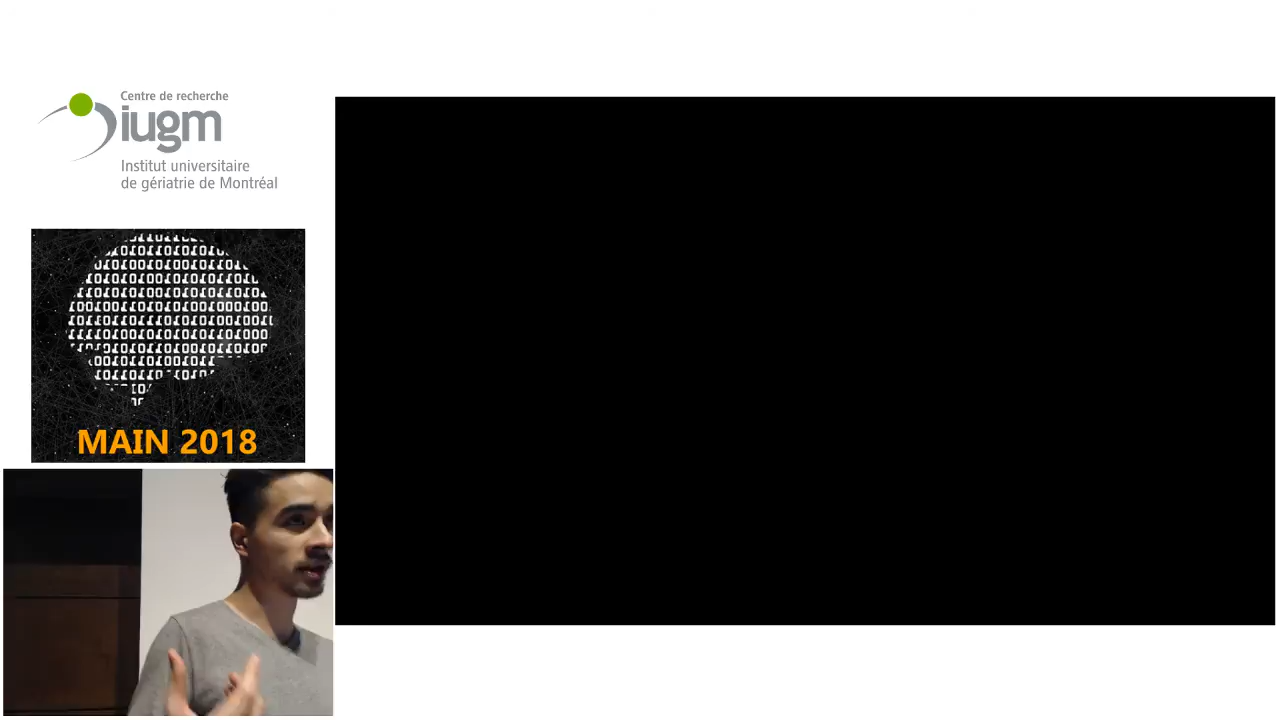 Centre de recherche
iugm
Institut universitaire
de gériatrie de Montréal
MAIN 2018